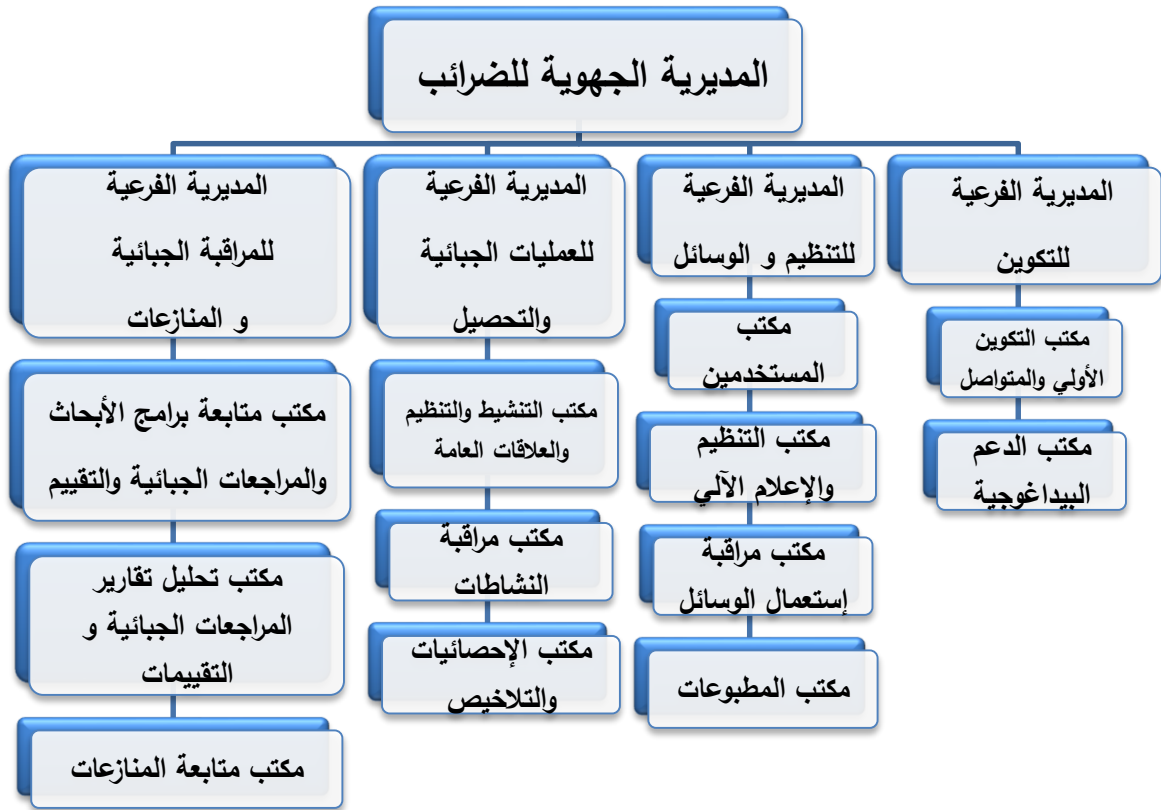 المديرية الجهوية للضرائب
المديرية الفرعية
للتكوين
مكتب التكوين
الأولي والمتواصل
مكتب الدعم
البيداغوجية
المديرية الفرعية
للتنظيم و الوسائل
مكتب
المستخدمين
مكتب التنظيم
والإعلام الآلي
مكتب مراقبة
إستعمال الوسائل
مكتب المطبوعات
المديرية الفرعية
للعمليات الجبائية
والتحصيل
مكتب التنشيط والتنظيم
والعلاقات العامة
مكتب مراقبة
النشاطات
مكتب الإحصائيات
والتلاخيص
المديرية الفرعية
للمراقبة الجبائية
و المنازعات
مكتب متابعة برامج الأبحاث
والمراجعات الجبائية والتقييم
مكتب تحليل تقارير
المراجعات الجبائية و
التقييمات
مكتب متابعة المنازعات